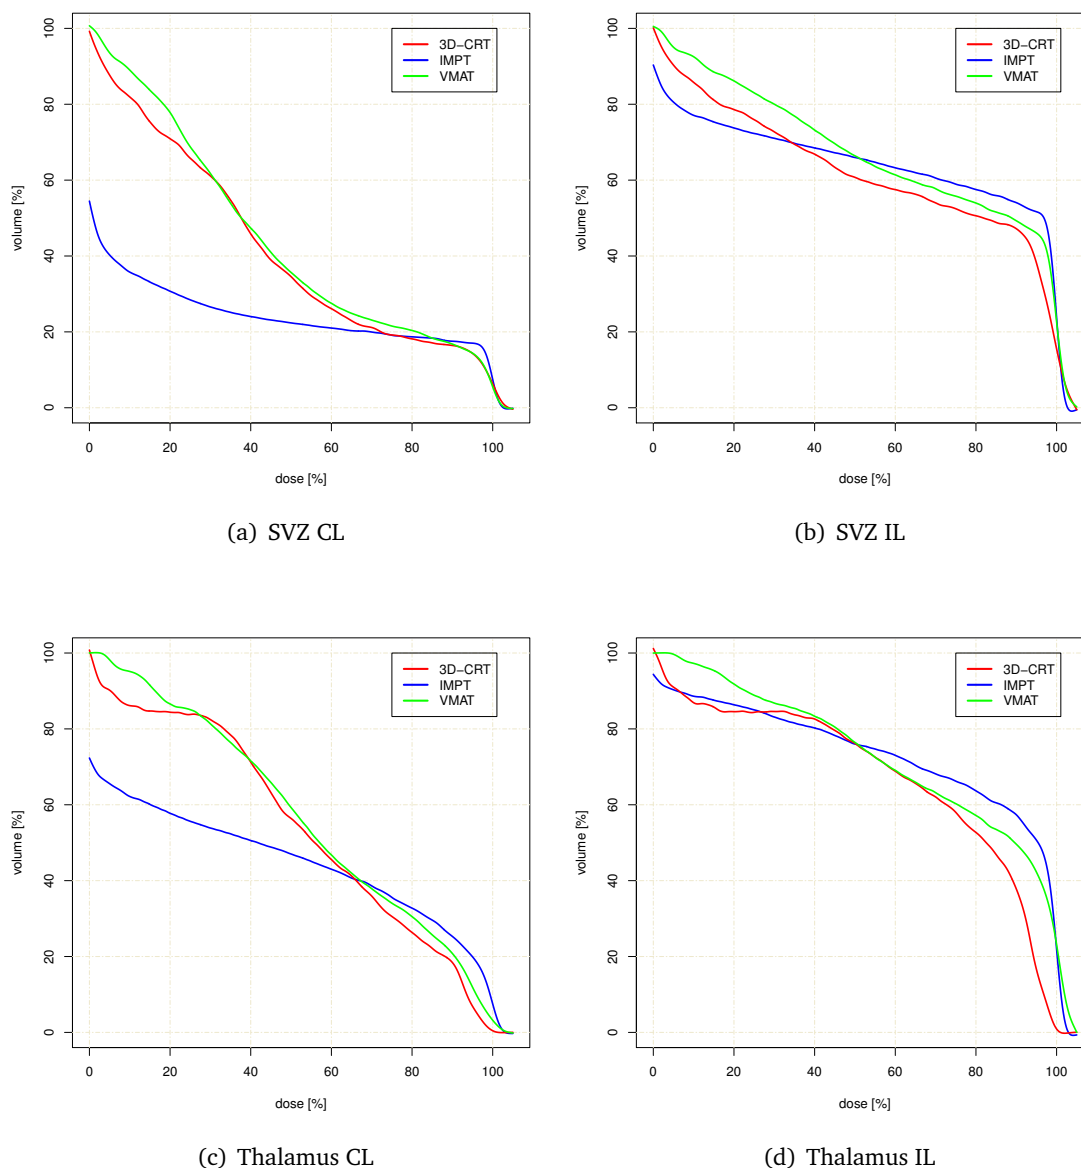 100
80
60
40
20
0
volume [%]
0 20 40 60 80 100
dose [%]
3D−CRT
IMPT
VMAT
(a) SVZ CL
100
80
60
40
20
0
volume [%]
0 20 40 60 80 100
dose [%]
3D−CRT
IMPT
VMAT
(b) SVZ IL
100
80
60
40
20
0
volume [%]
0 20 40 60 80 100
dose [%]
3D−CRT
IMPT
VMAT
(c) Thalamus CL
100
80
60
40
20
0
volume [%]
0 20 40 60 80 100
dose [%]
3D−CRT
IMPT
VMAT
(d) Thalamus IL